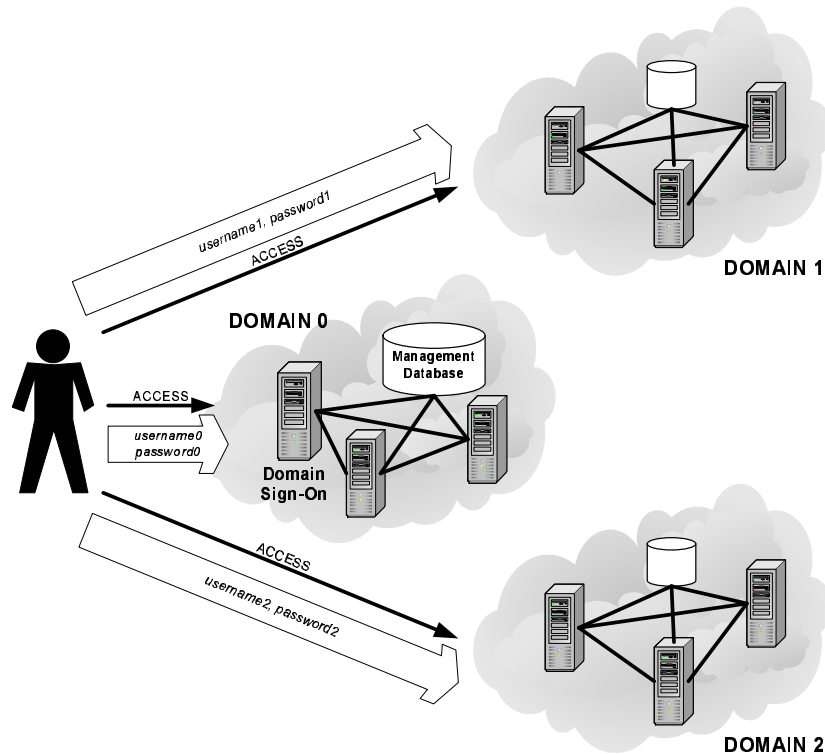 username1, password1
ACCESS
DOMAIN 1
DOMAIN 0
Management
Database
ACCESS
username0
password0
Domain
Sign-On
ACCESS
username2, password2
DOMAIN 2